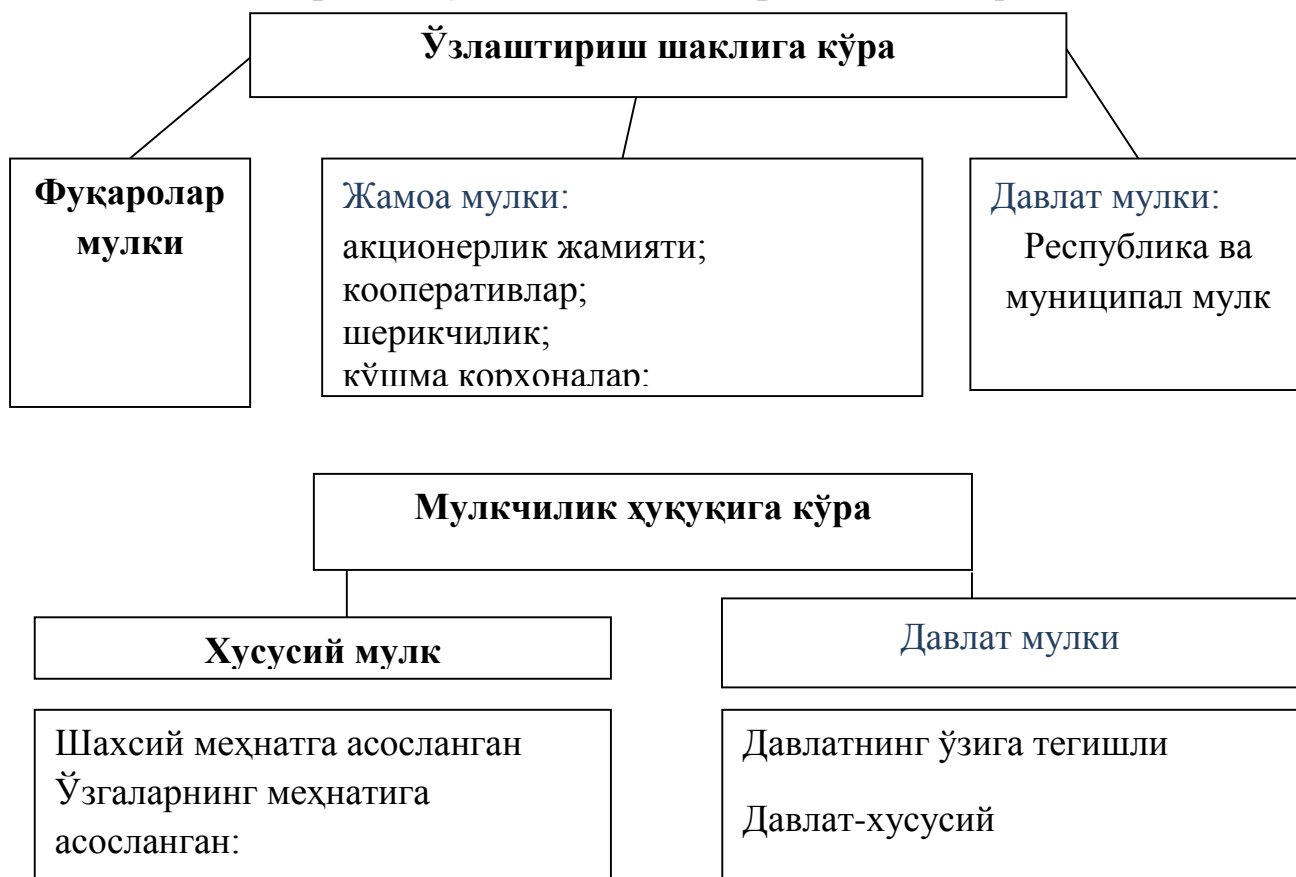 Ўзлаштириш шаклига кўра
Фуқаролар
мулки
Жамоа мулки:
акционерлик жамияти;
кооперативлар;
шерикчилик;
қўшма корхоналар;
Давлат мулки:
Республика ва
муниципал мулк
Мулкчилик ҳуқуқига кўра
Хусусий мулк
Давлат мулки
Шахсий меҳнатга асосланган
Ўзгаларнинг меҳнатига
асосланган:
Давлатнинг ўзига тегишли
Давлат-хусусий